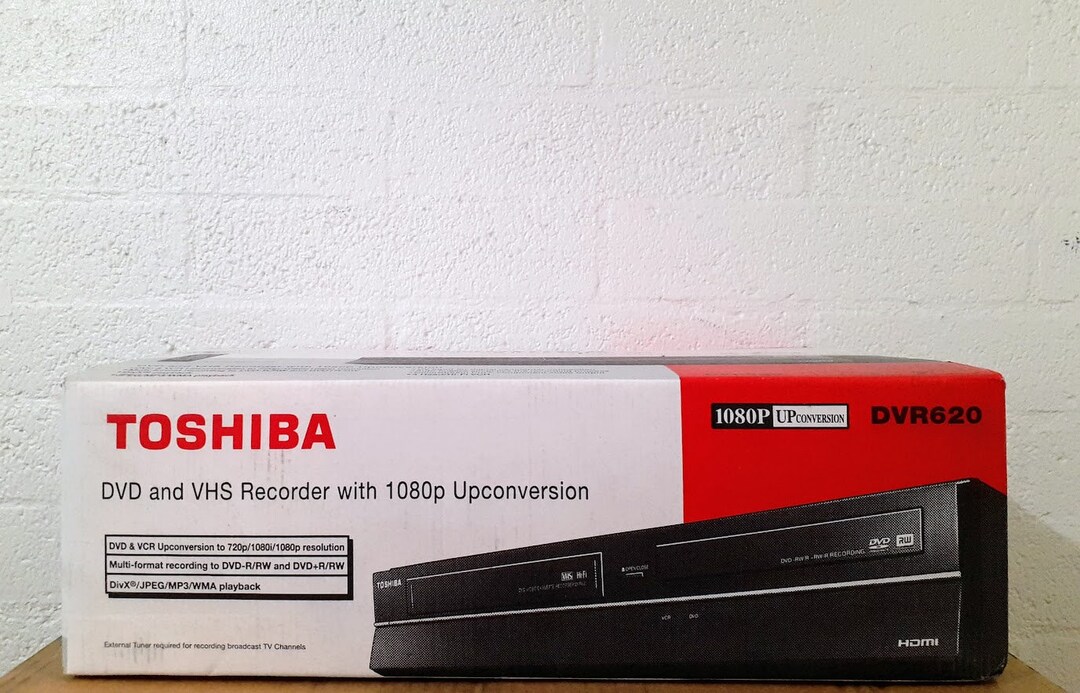 TOSHIBA
DVD and VHS Recorder with 1080p Upconversion
DVD & VCR Upconversion to 720p/1080i/1080p resolution
Multi-format recording to DVD-R/RW and DVD+R/RW
DivX®/JPEG/MP3/WMA playback
External Tuner required for recording broadcast TV Channels
1080P UPCONVERSION DVR620
TOSHIBA
VHS Hi-Fi
OPEN/CLOSE
DVD RW
VCR DVD
HDMI